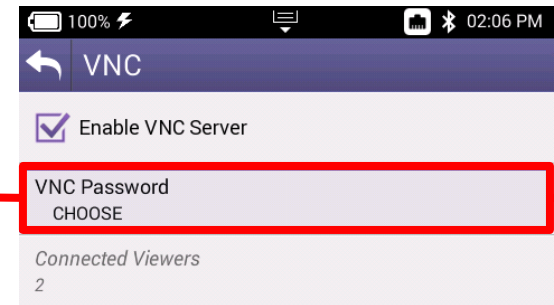 100% 02:06 PM
VNC
Enable VNC Server
VNC Password
CHOOSE
Connected Viewers
2